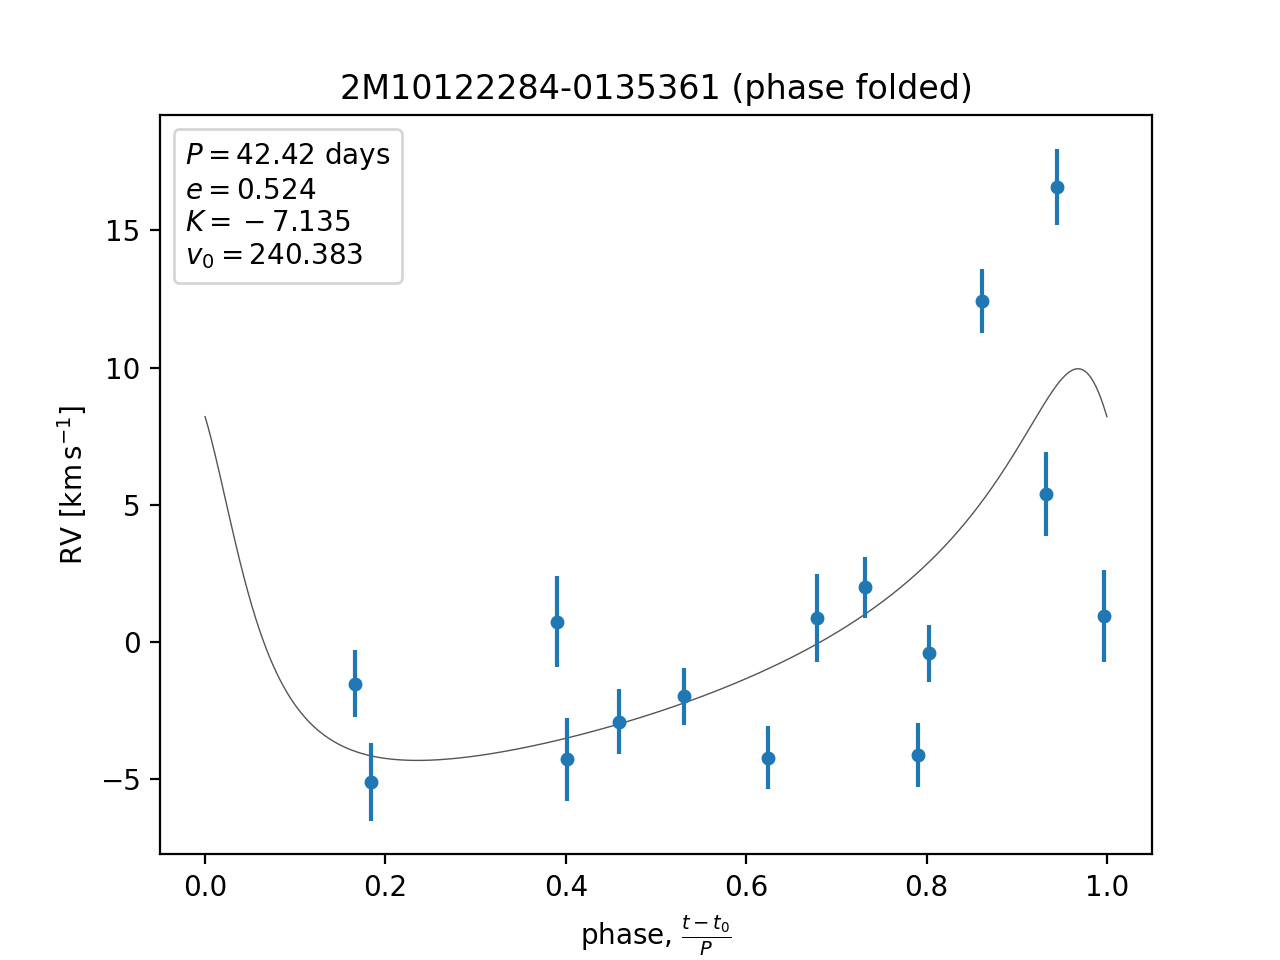 2M10122284-0135361 (phase folded)
P = 42.42 days
e = 0.524
K = −7.135
v₀ = 240.383
RV [km s⁻¹]
15
10
5
0
−5
0.0 0.2 0.4 0.6 0.8 1.0
phase, (t − t₀)/P